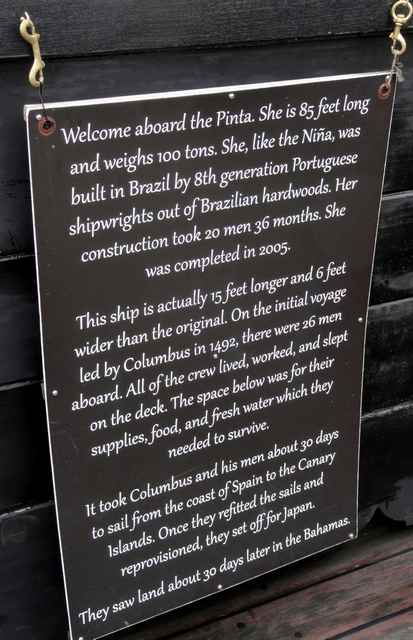 Welcome aboard the Pinta. She is 85 feet long
and weighs 100 tons. She, like the Niña, was
built in Brazil by 8th generation Portuguese
shipwrights out of Brazilian hardwoods. Her
construction took 20 men 36 months. She
was completed in 2005.
This ship is actually 15 feet longer and 6 feet
wider than the original. On the initial voyage
led by Columbus in 1492, there were 26 men
aboard. All of the crew lived, worked, and slept
on the deck. The space below was for their
supplies, food, and fresh water which they
needed to survive.
It took Columbus and his men about 30 days
to sail from the coast of Spain to the Canary
Islands. Once they refitted the sails and
reprovisioned, they set off for Japan.
They saw land about 30 days later in the Bahamas.